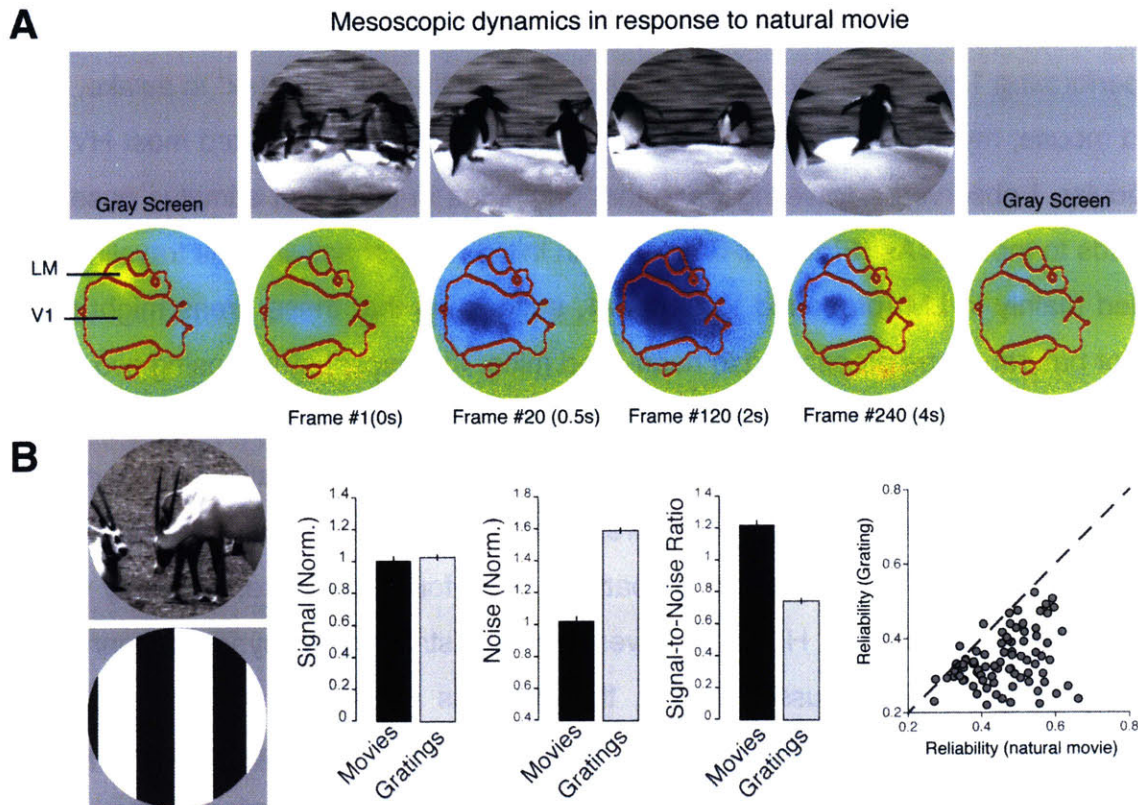 A
Mesoscopic dynamics in response to natural movie
Gray Screen
Gray Screen
LM
V1
Frame #1(0s)
Frame #20 (0.5s)
Frame #120 (2s)
Frame #240 (4s)
B
Signal (Norm.)
1.4
1.2
1
0.8
0.6
0.4
0.2
0
Movies
Gratings
Noise (Norm.)
1.8
1.6
1.4
1.2
1.0
0.8
0.6
0.4
Movies
Gratings
Signal-to-Noise Ratio
1.4
1.2
1
0.8
0.6
0.4
0.2
0
Movies
Gratings
Reliability (Grating)
0.8
0.6
0.4
0.2
0.2
0.4
0.6
0.8
Reliability (natural movie)